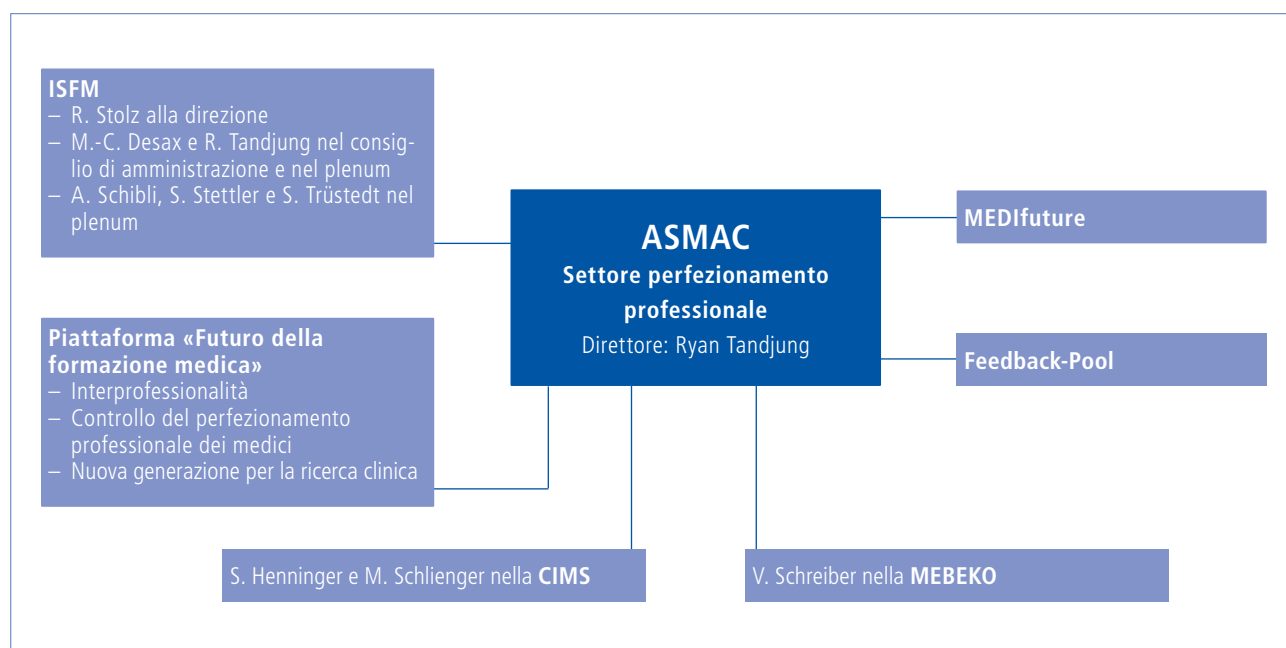 ISFM
– R. Stolz alla direzione
– M.-C. Desax e R. Tandjung nel consig-
lio di amministrazione e nel plenum
– A. Schibli, S. Stettler e S. Trüstedt nel
plenum
Piattaforma «Futuro della
formazione medica»
– Interprofessionalità
– Controllo del perfezionamento
professionale dei medici
– Nuova generazione per la ricerca clinica
ASMAC
Settore perfezionamento
professionale
Direttore: Ryan Tandjung
MEDIfuture
Feedback-Pool
S. Henninger e M. Schlienger nella CIMS
V. Schreiber nella MEBEKO